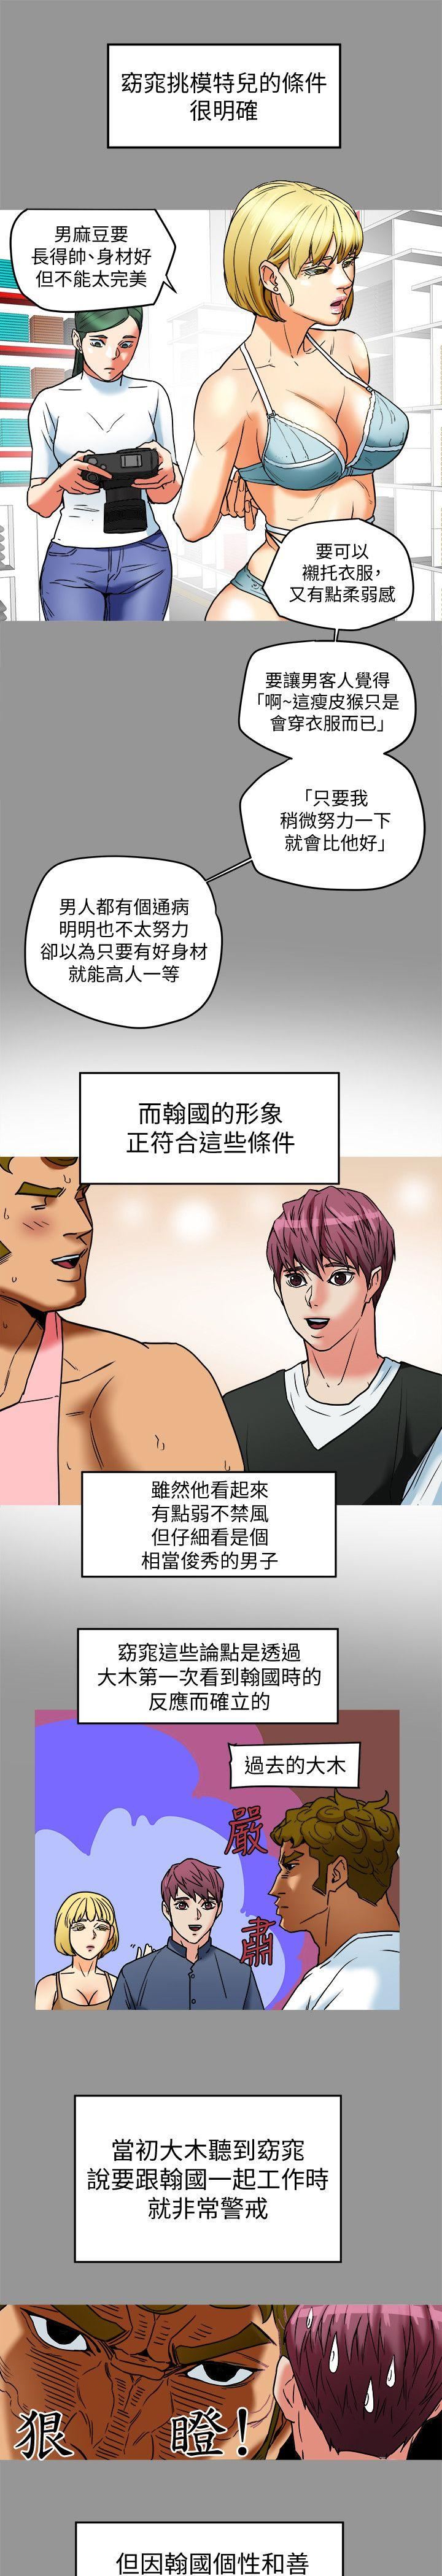 窈窕挑模特兒的條件
很明確
男麻豆要
長得帥、身材好
但不能太完美
要可以
襯托衣服，
又有點柔弱感
要讓男客人覺得
「啊~這瘦皮猴只是
會穿衣服而已」
「只要我
稍微努力一下
就會比他好」
男人都有個通病
明明也不太努力
卻以為只要有好身材
就能高人一等
而翰國的形象
正符合這些條件
雖然他看起來
有點弱不禁風
但仔細看是個
相當俊秀的男子
窈窕這些論點是透過
大木第一次看到翰國時的
反應而確立的
過去的大木
嚴
肅
當初大木聽到窈窕
說要跟翰國一起工作時
就非常警戒
狠 瞪！
但因翰國個性和善